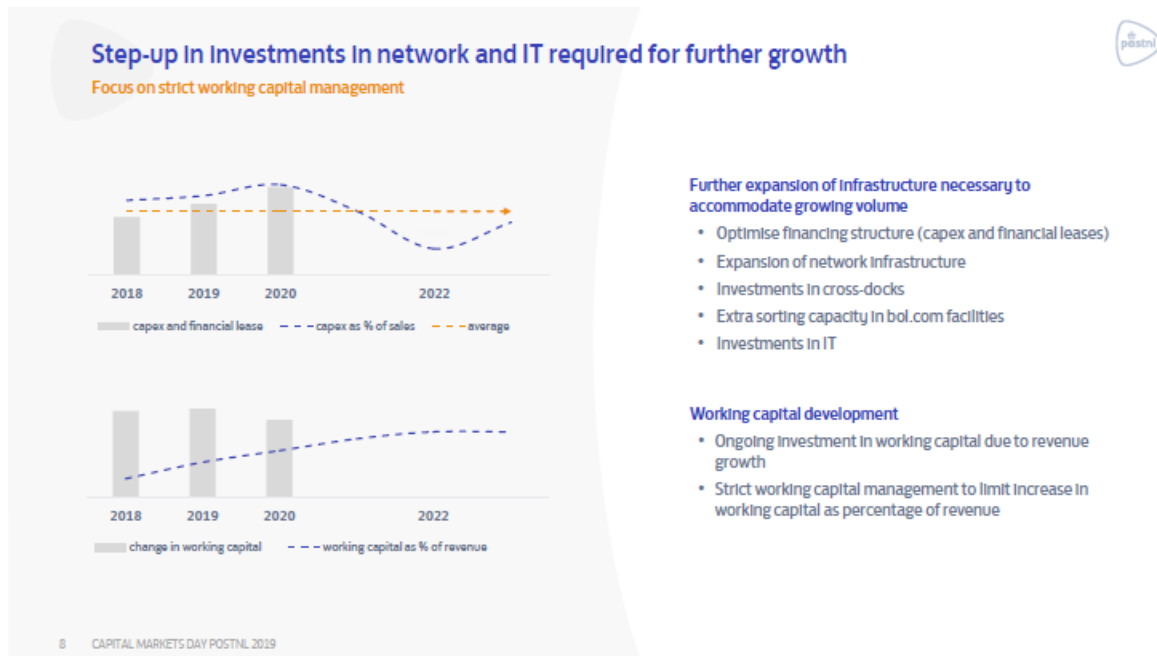 Step-up in investments in network and IT required for further growth
Focus on strict working capital management
postnl
2018 2019 2020 2022
capex and financial lease capex as % of sales average
2018 2019 2020 2022
change in working capital working capital as % of revenue
Further expansion of infrastructure necessary to
accommodate growing volume
• Optimise financing structure (capex and financial leases)
• Expansion of network infrastructure
• Investments in cross-docks
• Extra sorting capacity in bol.com facilities
• Investments in IT
Working capital development
• Ongoing investment in working capital due to revenue
growth
• Strict working capital management to limit increase in
working capital as percentage of revenue
8 CAPITAL MARKETS DAY POSTNL 2019